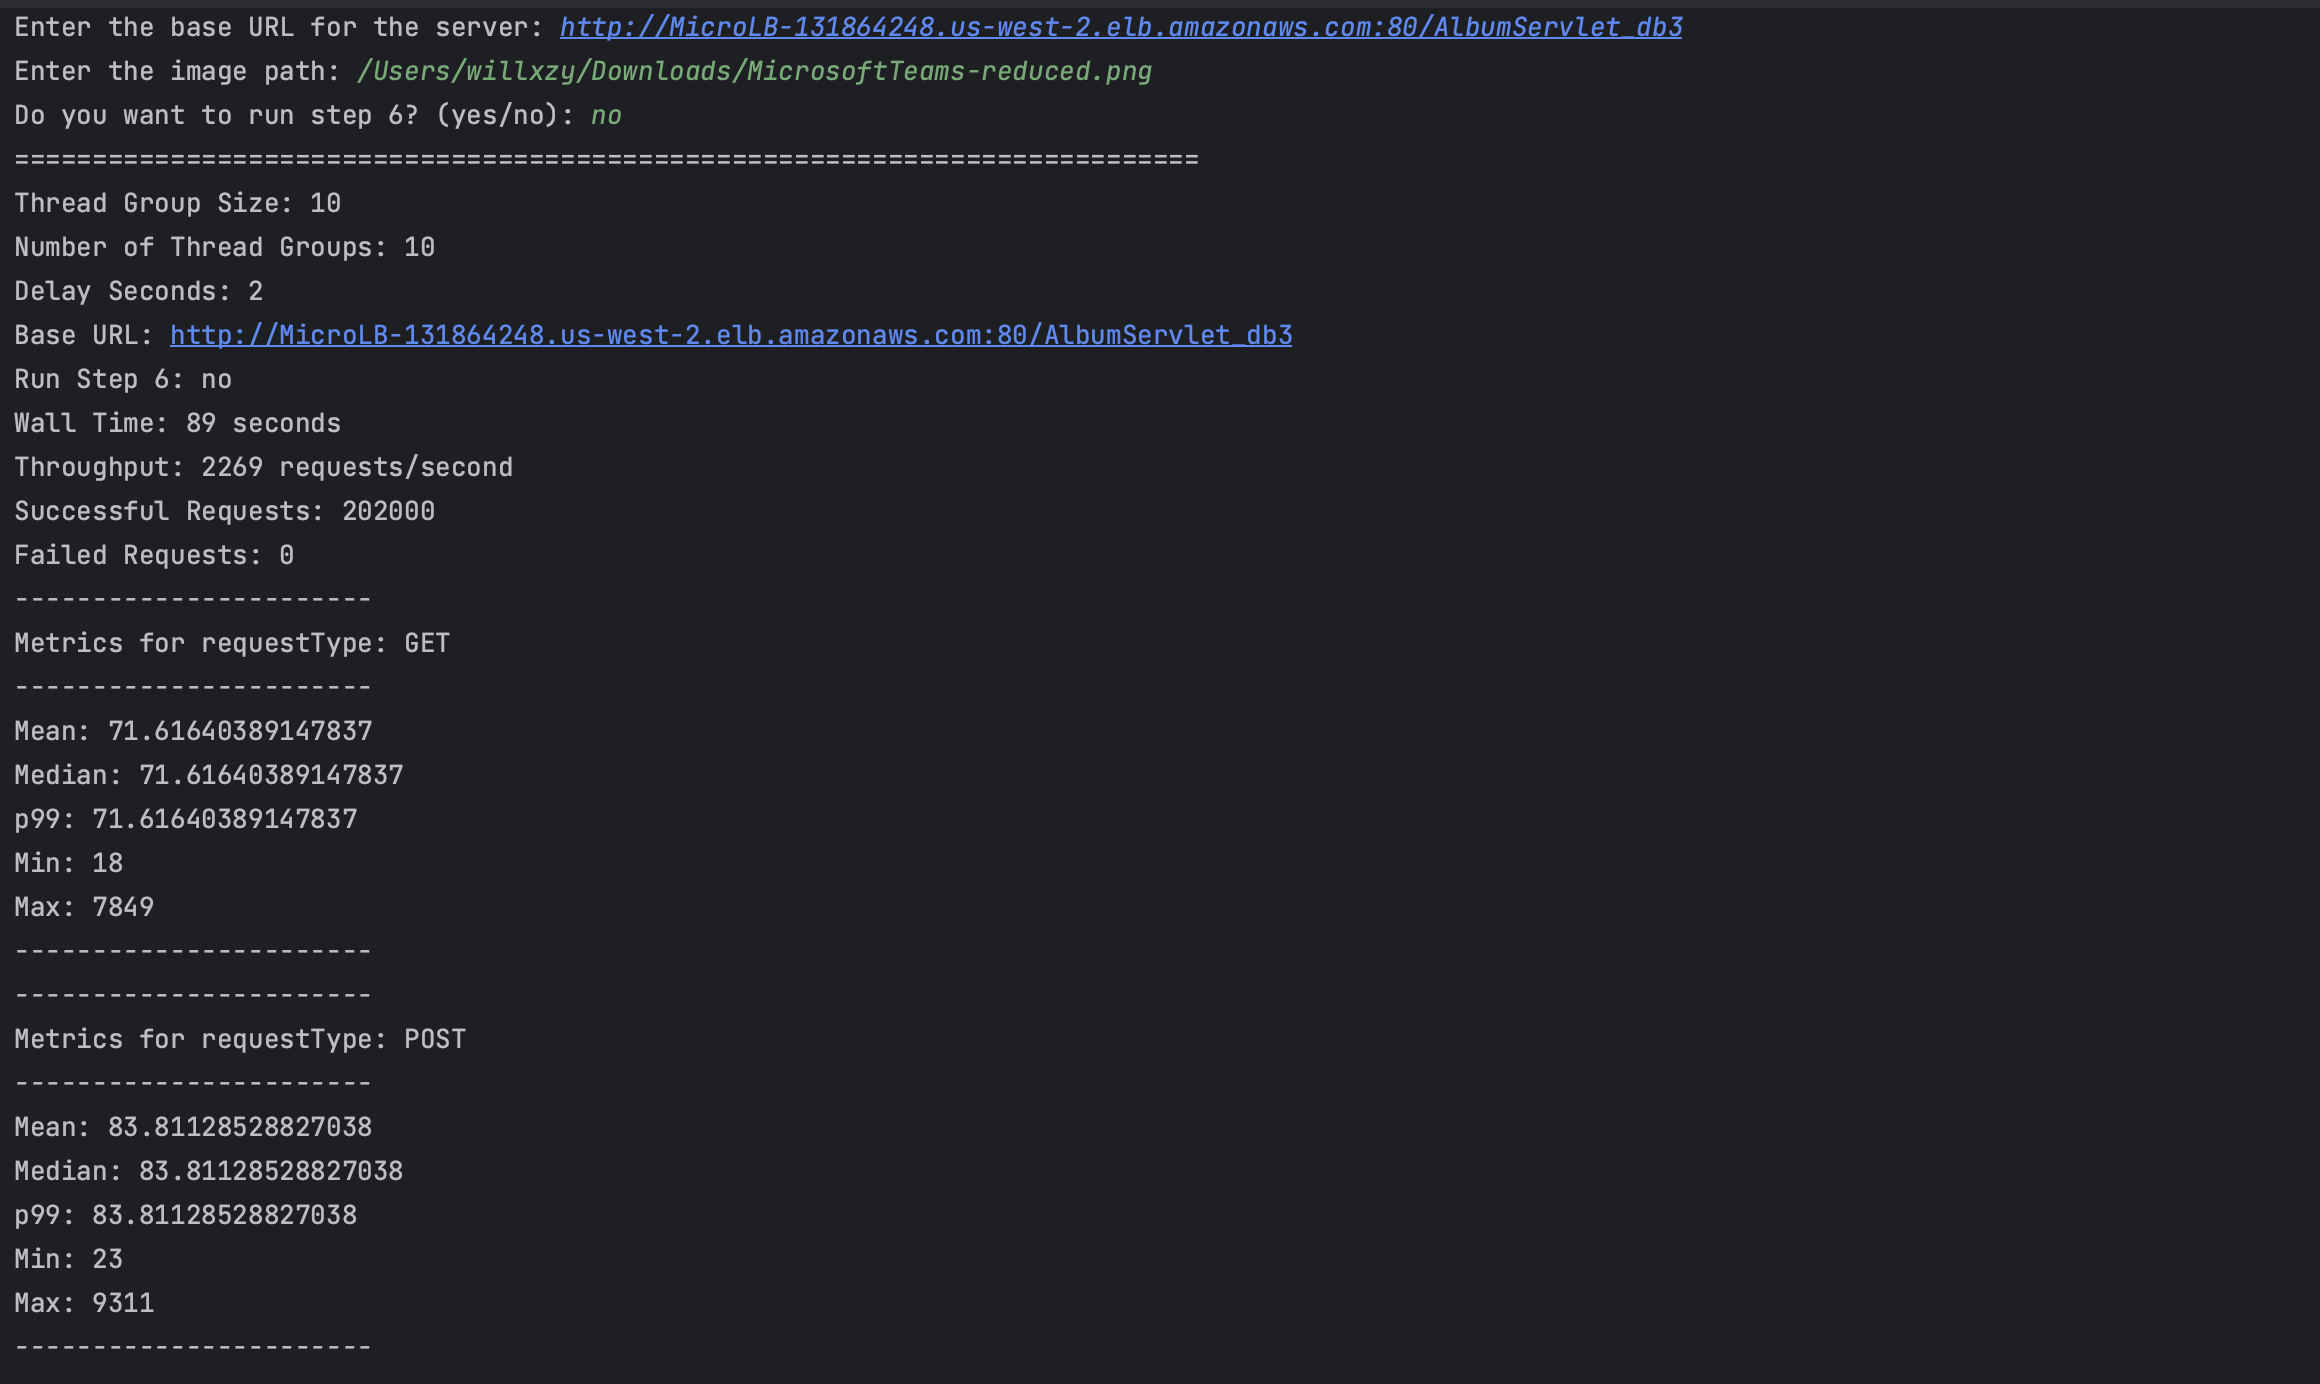 Enter the base URL for the server: http://MicroLB-131864248.us-west-2.elb.amazonaws.com:80/AlbumServlet_db3
Enter the image path: /Users/willxzy/Downloads/MicrosoftTeams-reduced.png
Do you want to run step 6? (yes/no): no
============================================================================
Thread Group Size: 10
Number of Thread Groups: 10
Delay Seconds: 2
Base URL: http://MicroLB-131864248.us-west-2.elb.amazonaws.com:80/AlbumServlet_db3
Run Step 6: no
Wall Time: 89 seconds
Throughput: 2269 requests/second
Successful Requests: 202000
Failed Requests: 0
-----------------------
Metrics for requestType: GET
-----------------------
Mean: 71.61640389147837
Median: 71.61640389147837
p99: 71.61640389147837
Min: 18
Max: 7849
-----------------------
-----------------------
Metrics for requestType: POST
-----------------------
Mean: 83.81128528827038
Median: 83.81128528827038
p99: 83.81128528827038
Min: 23
Max: 9311
-----------------------